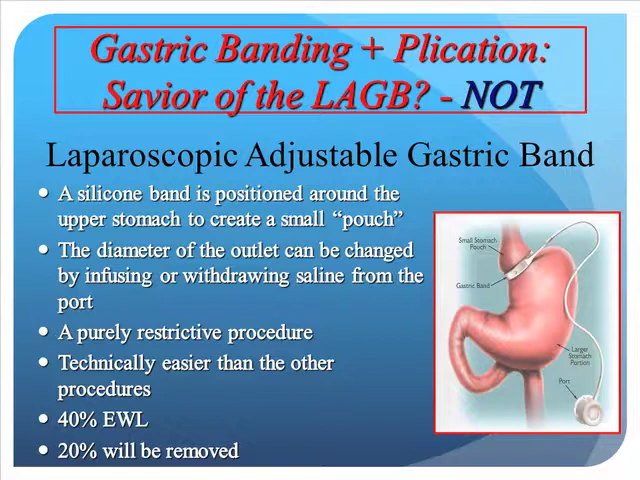 Gastric Banding + Plication:
Savior of the LAGB? - NOT
Laparoscopic Adjustable Gastric Band
• A silicone band is positioned around the
upper stomach to create a small “pouch”
• The diameter of the outlet can be changed
by infusing or withdrawing saline from the
port
• A purely restrictive procedure
• Technically easier than the other
procedures
• 40% EWL
• 20% will be removed
Small Stomach
Pouch
Gastric Band
Larger
Stomach
Portion
Port